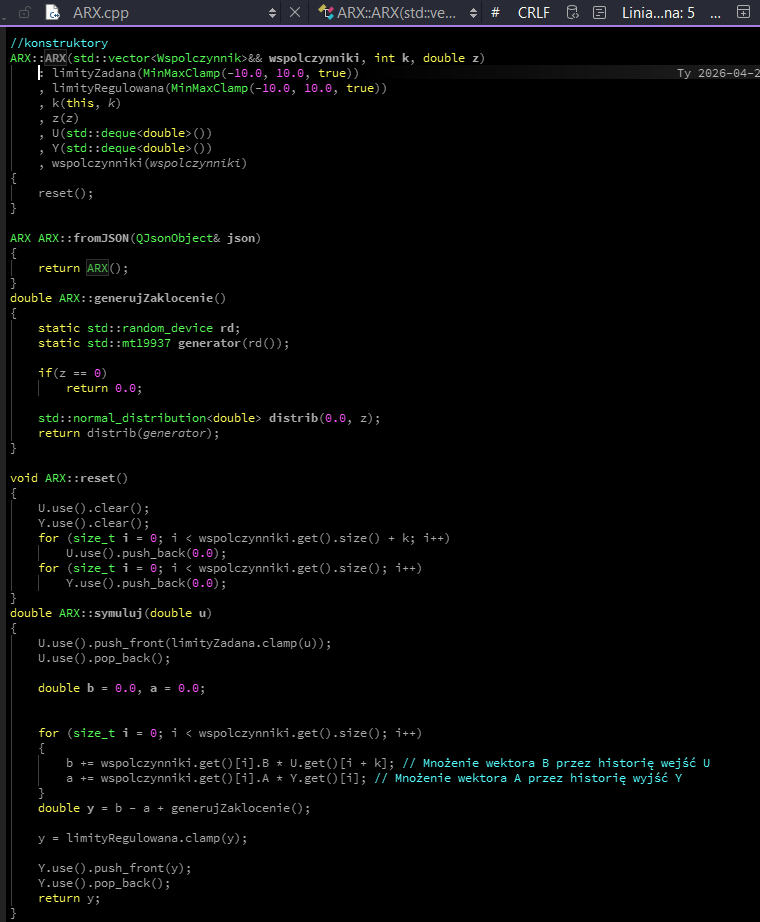 ARX.cpp ARX::ARX(std::ve... # CRLF Linia...na: 5 ...
//konstruktory
ARX::ARX(std::vector<Wspolczynnik>&& wspolczynniki, int k, double z)
    : limityZadana(MinMaxClamp(-10.0, 10.0, true)) Ty 2026-04-2
    , limityRegulowana(MinMaxClamp(-10.0, 10.0, true))
    , k(this, k)
    , z(z)
    , U(std::deque<double>())
    , Y(std::deque<double>())
    , wspolczynniki(wspolczynniki)
{
    reset();
}

ARX ARX::fromJSON(QJsonObject& json)
{
    return ARX();
}
double ARX::generujZaklocenie()
{
    static std::random_device rd;
    static std::mt19937 generator(rd());

    if(z == 0)
        return 0.0;

    std::normal_distribution<double> distrib(0.0, z);
    return distrib(generator);
}

void ARX::reset()
{
    U.use().clear();
    Y.use().clear();
    for (size_t i = 0; i < wspolczynniki.get().size() + k; i++)
        U.use().push_back(0.0);
    for (size_t i = 0; i < wspolczynniki.get().size(); i++)
        Y.use().push_back(0.0);
}
double ARX::symuluj(double u)
{
    U.use().push_front(limityZadana.clamp(u));
    U.use().pop_back();

    double b = 0.0, a = 0.0;


    for (size_t i = 0; i < wspolczynniki.get().size(); i++)
    {
        b += wspolczynniki.get()[i].B * U.get()[i + k]; // Mnożenie wektora B przez historię wejść U
        a += wspolczynniki.get()[i].A * Y.get()[i]; // Mnożenie wektora A przez historię wyjść Y
    }
    double y = b - a + generujZaklocenie();

    y = limityRegulowana.clamp(y);

    Y.use().push_front(y);
    Y.use().pop_back();
    return y;
}